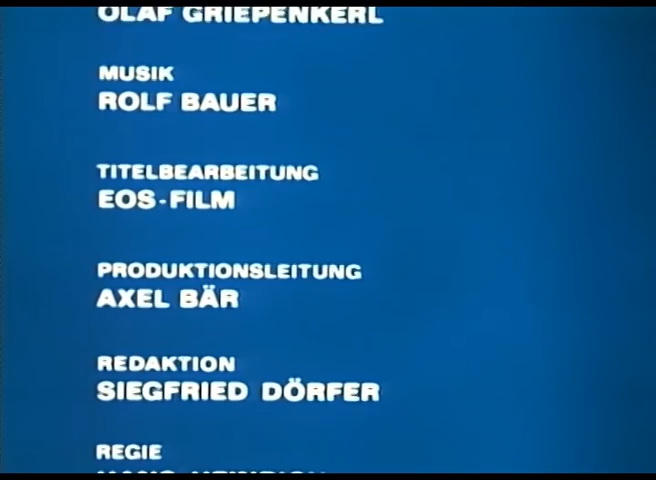 OLAF GRIEPENKERL
MUSIK
ROLF BAUER
TITELBEARBEITUNG
EOS-FILM
PRODUKTIONSLEITUNG
AXEL BÄR
REDAKTION
SIEGFRIED DÖRFER
REGIE